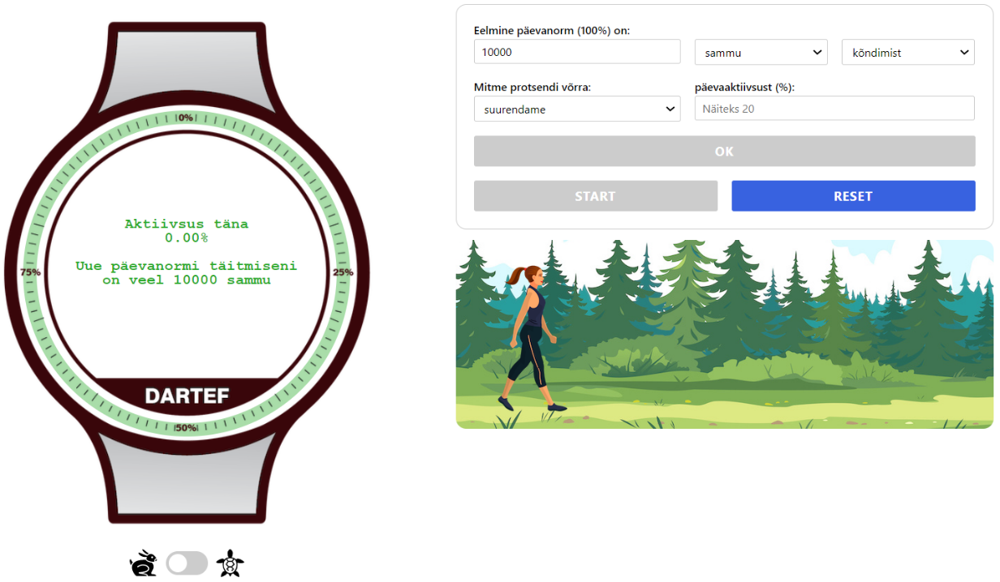 Eelmine päevanorm (100%) on:
10000
sammu
kõndimist
Mitme protsendi võrra:
päevaaktiivsust (%):
suurendame
Näiteks 20
OK
START
RESET
0%
25%
50%
75%
Aktiivsus täna
0.00%
Uue päevanormi täitmiseni
on veel 10000 sammu
DARTEF